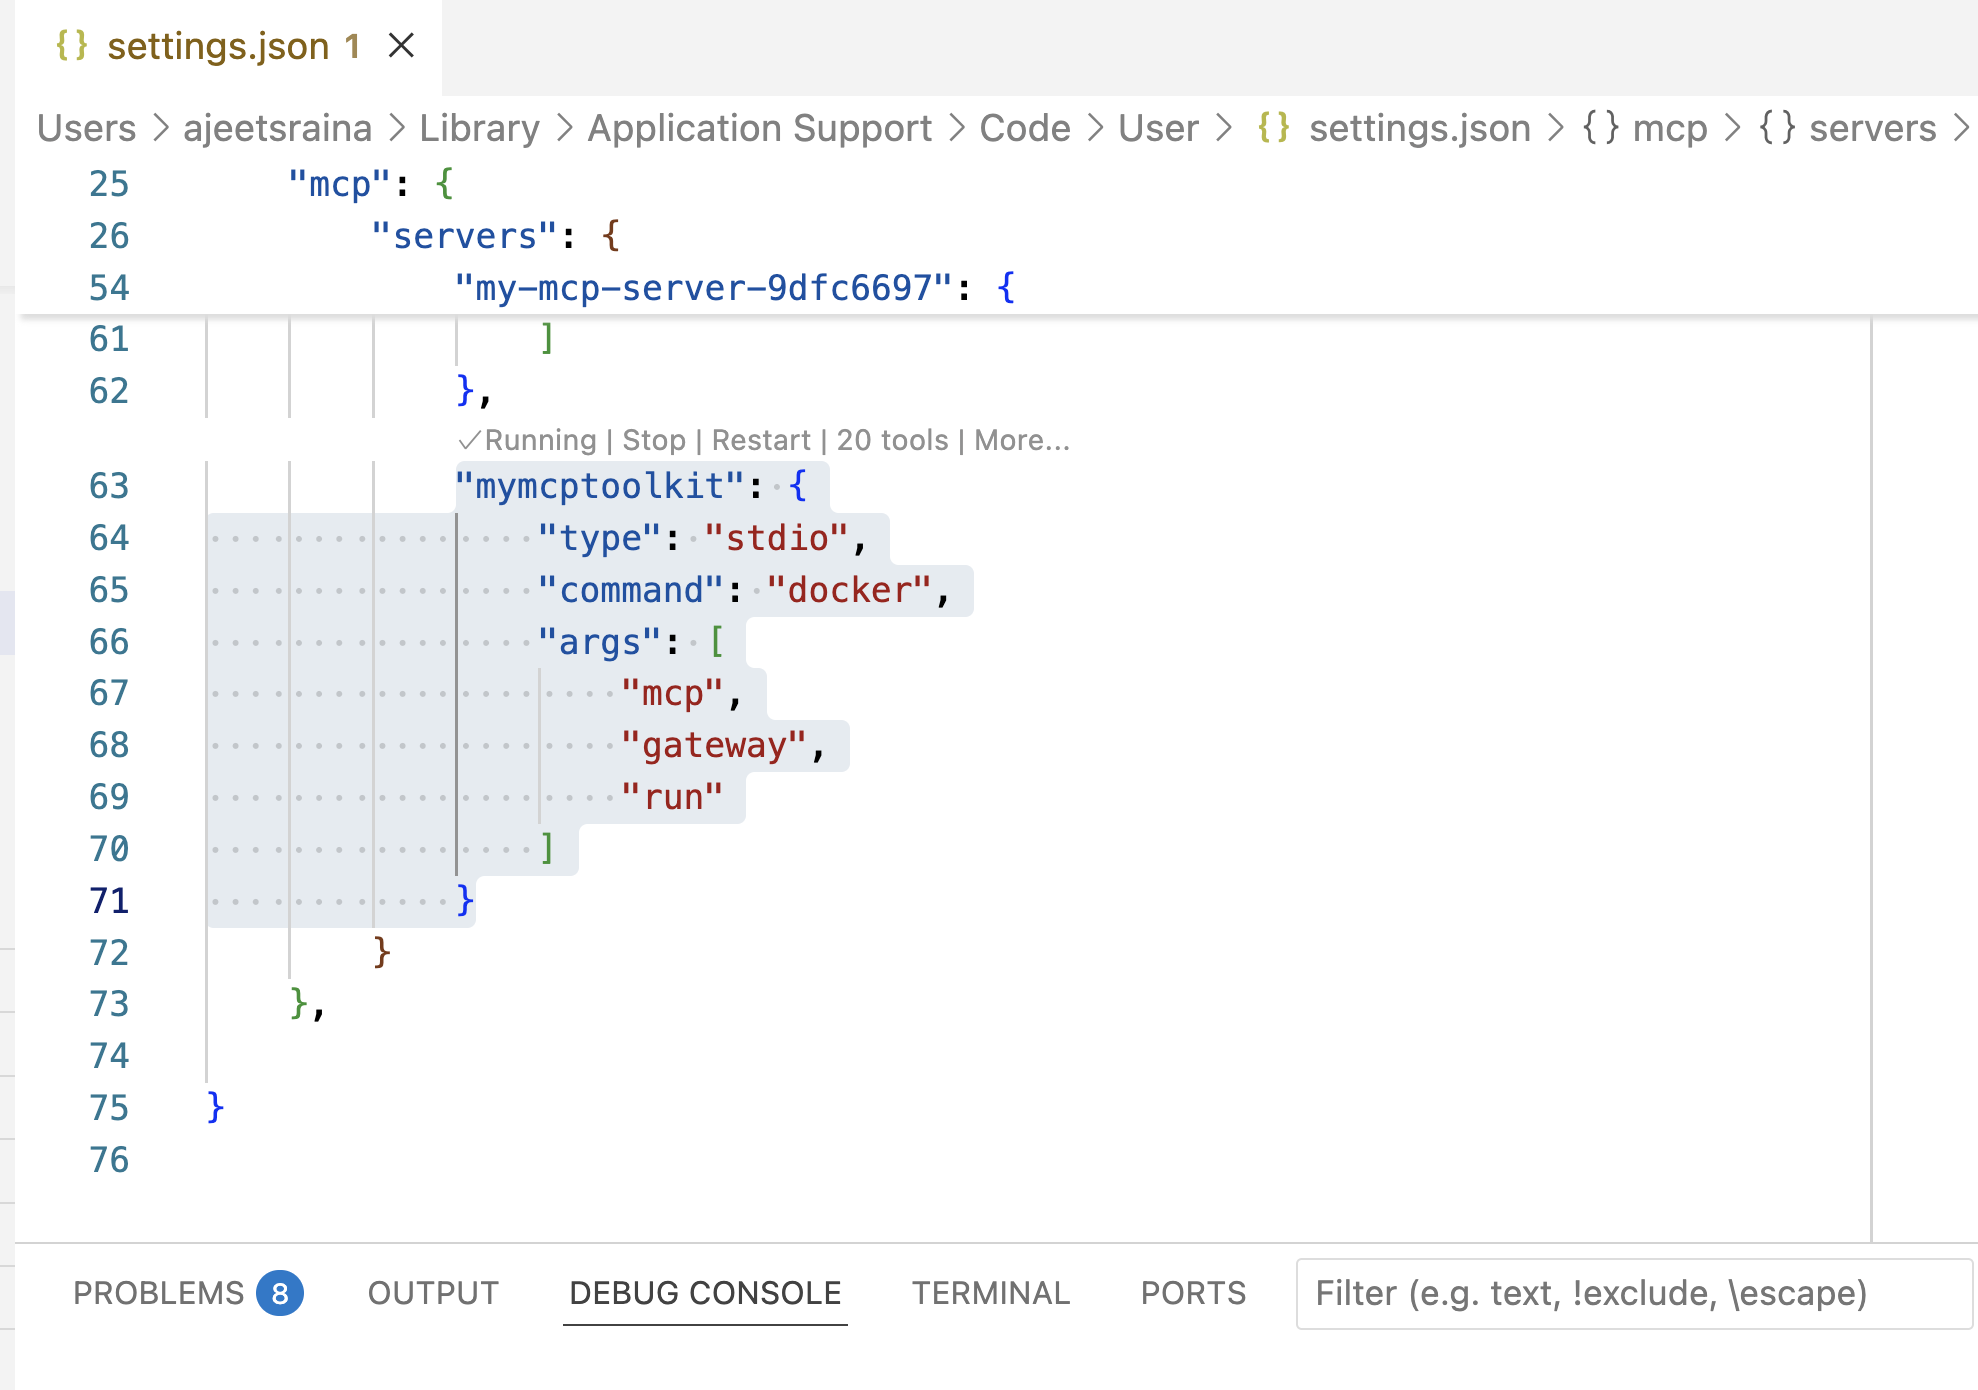 {} settings.json 1 ×
Users > ajeetsraina > Library > Application Support > Code > User > {} settings.json > {} mcp > {} servers >
25 "mcp": {
26 "servers": {
54 "my-mcp-server-9dfc6697": {
61 ]
62 },
✓Running | Stop | Restart | 20 tools | More...
63 "mymcptoolkit": {
64 "type": "stdio",
65 "command": "docker",
66 "args": [
67 "mcp",
68 "gateway",
69 "run"
70 ]
71 }
72 }
73 },
74
75 }
76
PROBLEMS 8 OUTPUT DEBUG CONSOLE TERMINAL PORTS Filter (e.g. text, !exclude, \escape)